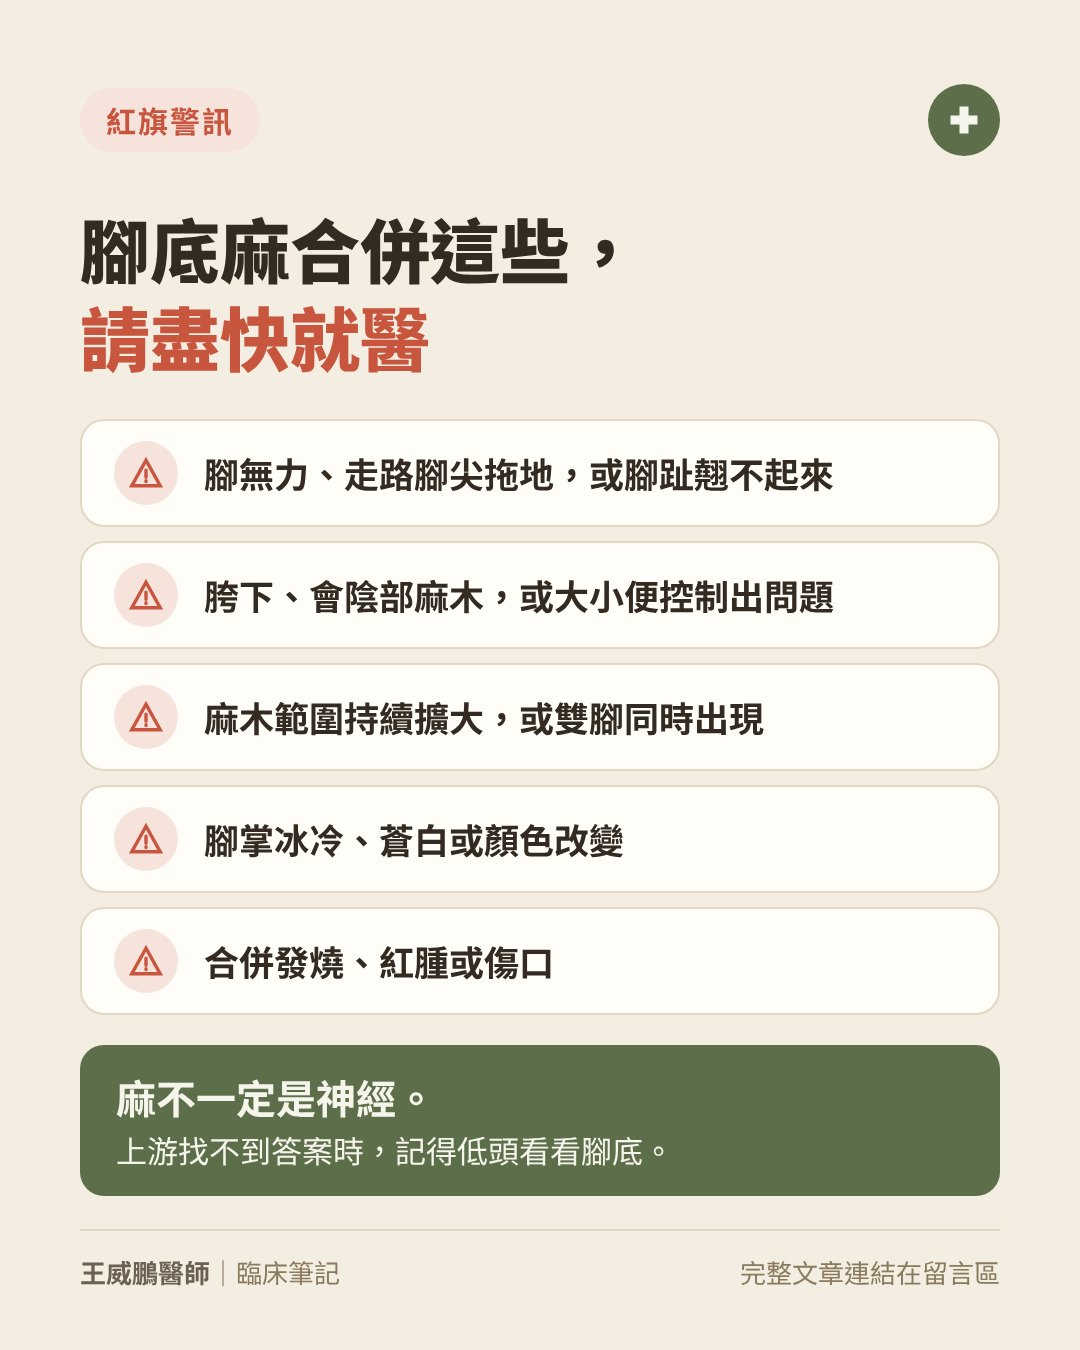 紅旗警訊
腳底麻合併這些，
請盡快就醫
腳無力、走路腳尖拖地，或腳趾翹不起來
胯下、會陰部麻木，或大小便控制出問題
麻木範圍持續擴大，或雙腳同時出現
腳掌冰冷、蒼白或顏色改變
合併發燒、紅腫或傷口
麻不一定是神經。
上游找不到答案時，記得低頭看看腳底。
王威鵬醫師｜臨床筆記
完整文章連結在留言區